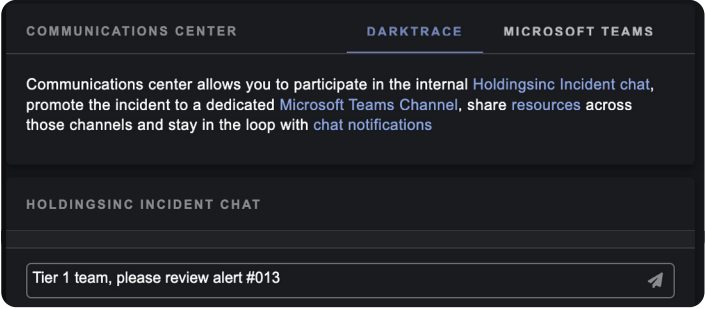 COMMUNICATIONS CENTER DARKTRACE MICROSOFT TEAMS
Communications center allows you to participate in the internal Holdingsinc Incident chat,
promote the incident to a dedicated Microsoft Teams Channel, share resources across
those channels and stay in the loop with chat notifications
HOLDINGSINC INCIDENT CHAT
Tier 1 team, please review alert #013